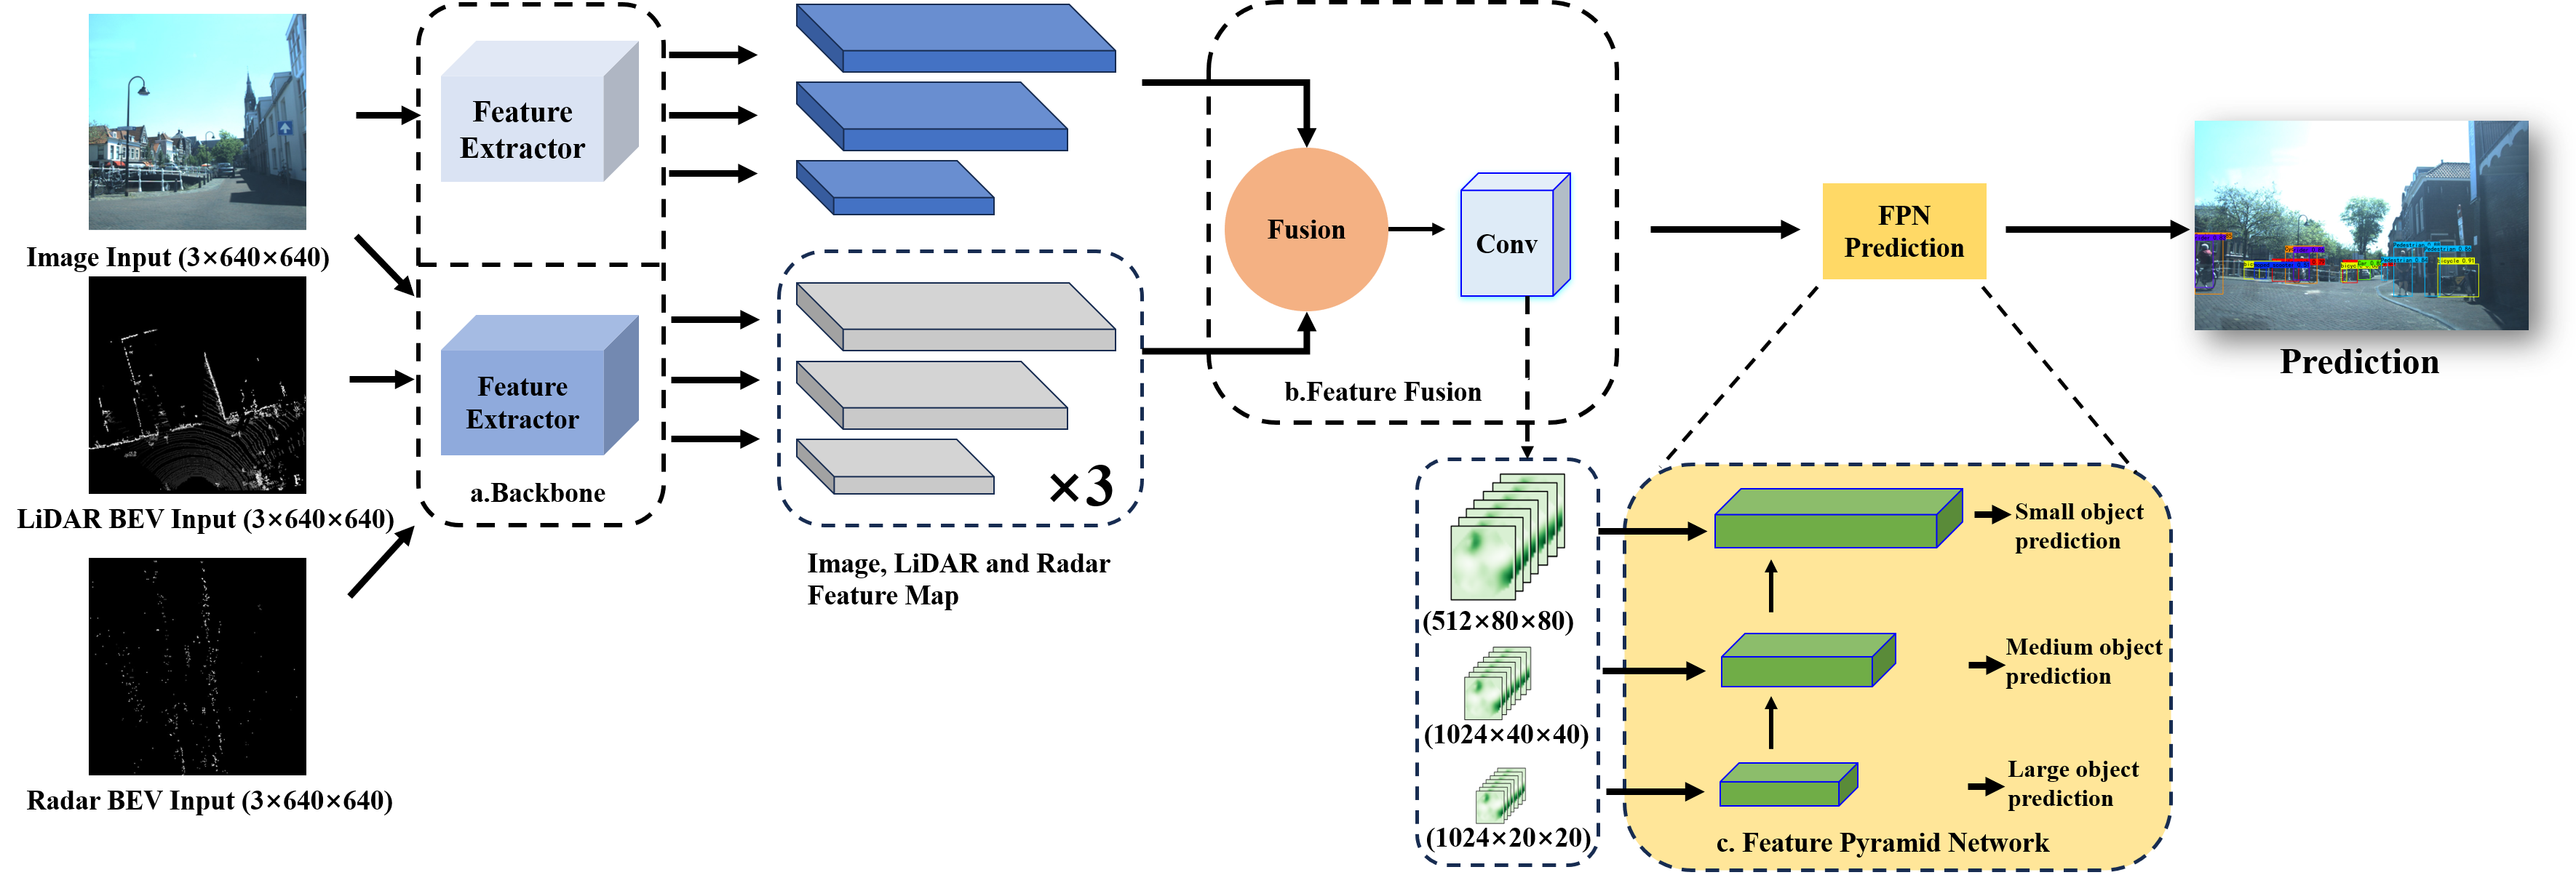 Image Input (3×640×640)
LiDAR BEV Input (3×640×640)
Radar BEV Input (3×640×640)
Feature
Extractor
Feature
Extractor
a.Backbone
×3
Image, LiDAR and Radar
Feature Map
Fusion
Conv
b.Feature Fusion
(512×80×80)
(1024×40×40)
(1024×20×20)
FPN
Prediction
Small object
prediction
Medium object
prediction
Large object
prediction
c. Feature Pyramid Network
Prediction